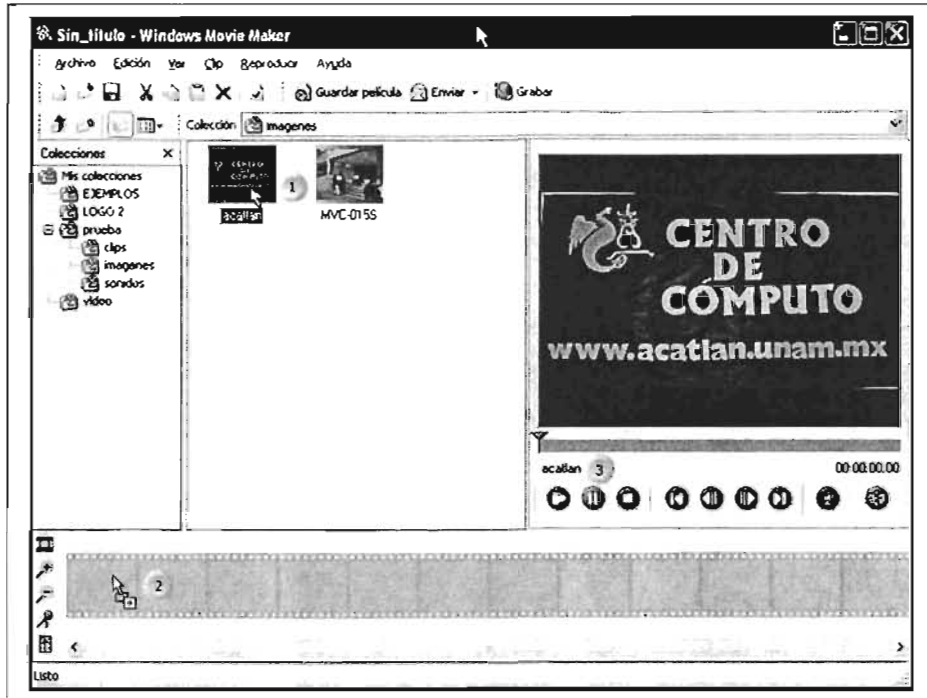 Sin_título - Windows Movie Maker
Archivo Edición Ver Clip Reproducir Ayuda
Guardar película Enviar Grabar
Colección imagenes
Colecciones X
Mis colecciones
EJEMPLOS
LOGO 2
prueba
clips
imagenes
sonidos
video
1
acatlan
MVC-015S
CENTRO
DE
CÓMPUTO
www.acatlan.unam.mx
acatlan 3 00:00:00.00
2
Listo